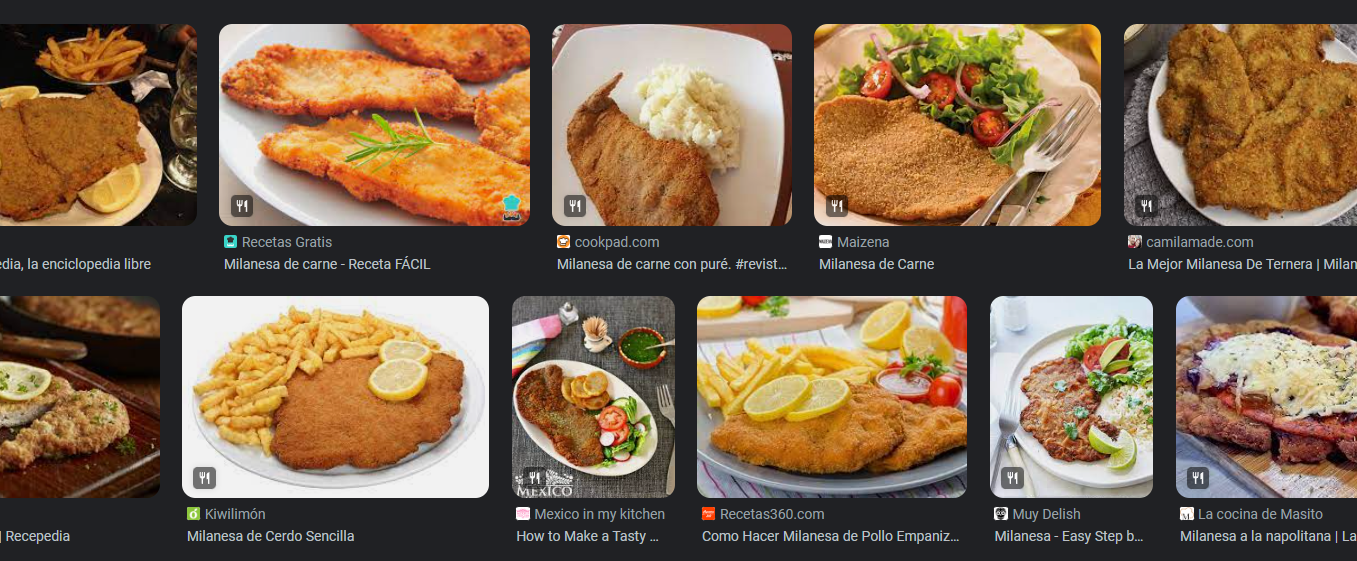 Recetas Gratis
cookpad.com
Maizena
camilamade.com
edia, la enciclopedia libre
Milanesa de carne - Receta FÁCIL
Milanesa de carne con puré. #revist...
Milanesa de Carne
La Mejor Milanesa De Ternera | Milan
MEXICO
Kiwilimón
Mexico in my kitchen
Recetas360.com
Muy Delish
La cocina de Masito
| Recepedia
Milanesa de Cerdo Sencilla
How to Make a Tasty ...
Como Hacer Milanesa de Pollo Empaniz...
Milanesa - Easy Step b...
Milanesa a la napolitana | La